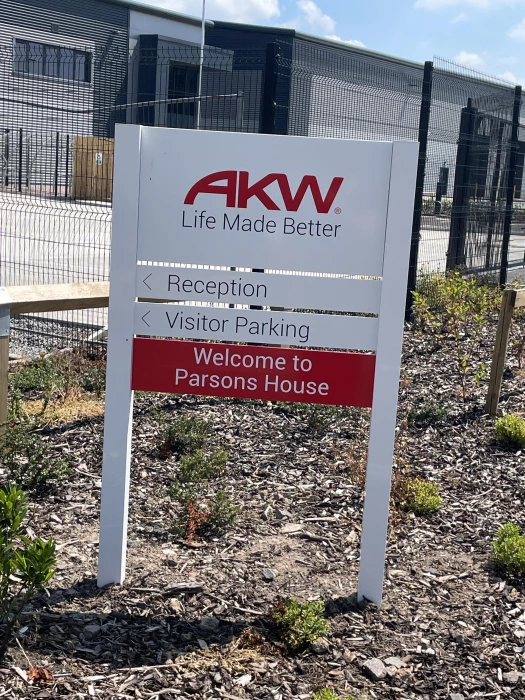 AKW®
Life Made Better
< Reception
< Visitor Parking
Welcome to
Parsons House